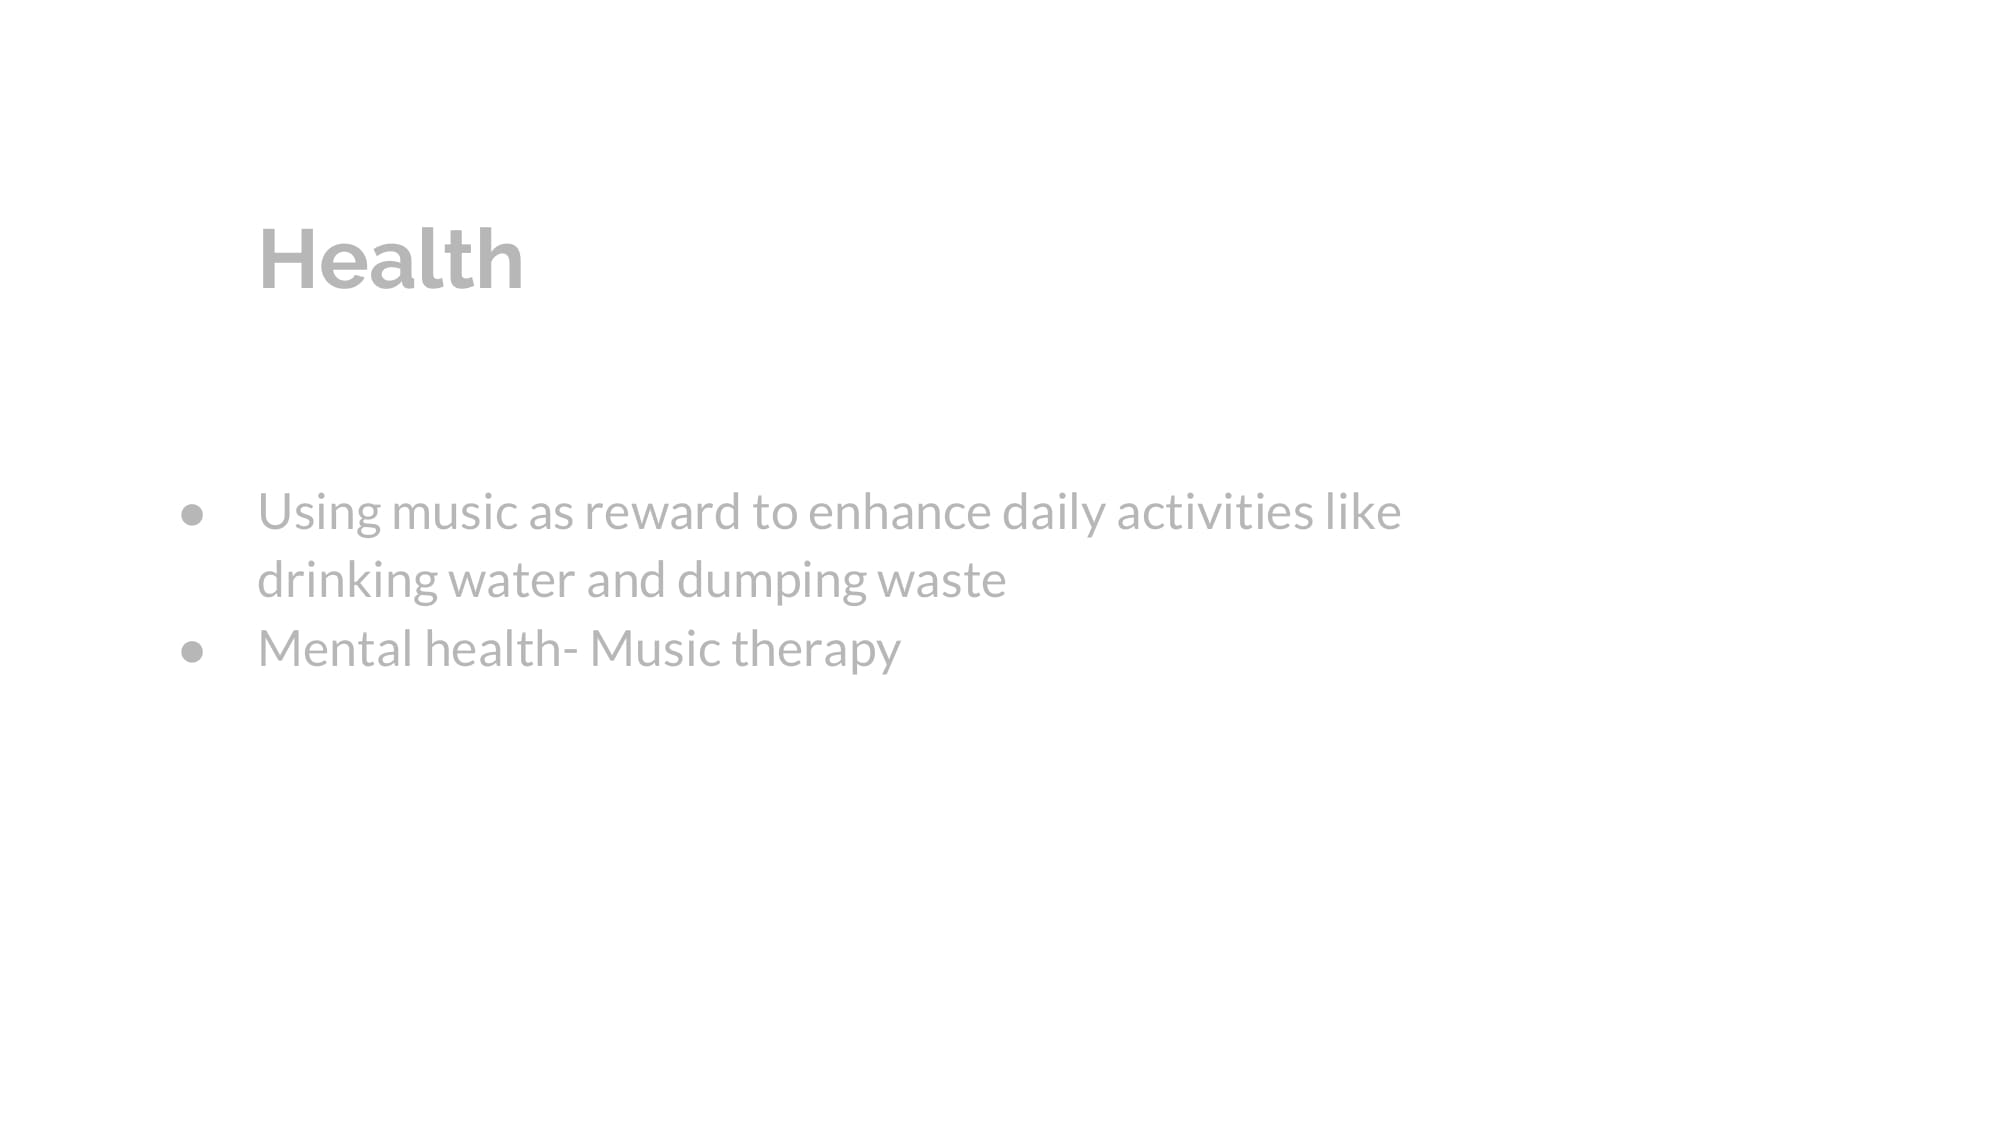 Health
● Using music as reward to enhance daily activities like
drinking water and dumping waste
● Mental health- Music therapy